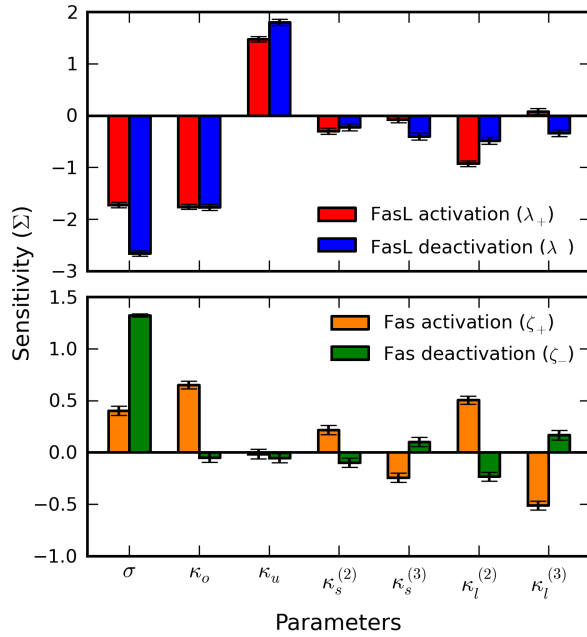 2
1
0
−1
−2
−3
FasL activation (λ₊)
FasL deactivation (λ )
Sensitivity (Σ)
1.5
1.0
0.5
0.0
−0.5
−1.0
Fas activation (ζ₊)
Fas deactivation (ζ₋)
σ κₒ κᵤ κₛ⁽²⁾ κₛ⁽³⁾ κₗ⁽²⁾ κₗ⁽³⁾
Parameters